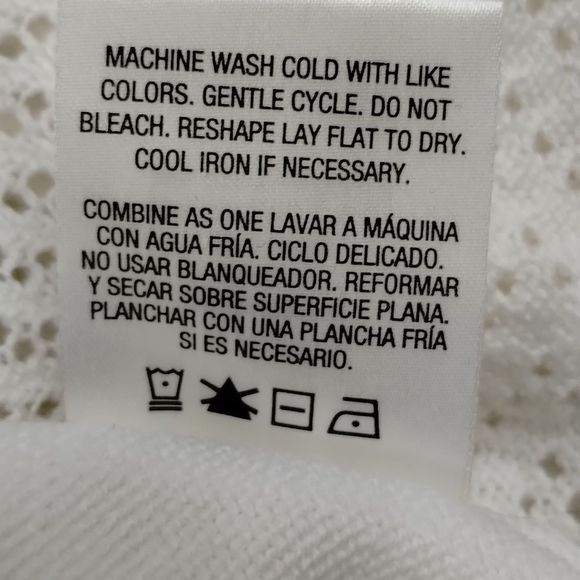 MACHINE WASH COLD WITH LIKE
COLORS. GENTLE CYCLE. DO NOT
BLEACH. RESHAPE LAY FLAT TO DRY.
COOL IRON IF NECESSARY.
COMBINE AS ONE LAVAR A MÁQUINA
CON AGUA FRÍA. CICLO DELICADO.
NO USAR BLANQUEADOR. REFORMAR
Y SECAR SOBRE SUPERFICIE PLANA.
PLANCHAR CON UNA PLANCHA FRÍA
SI ES NECESARIO.